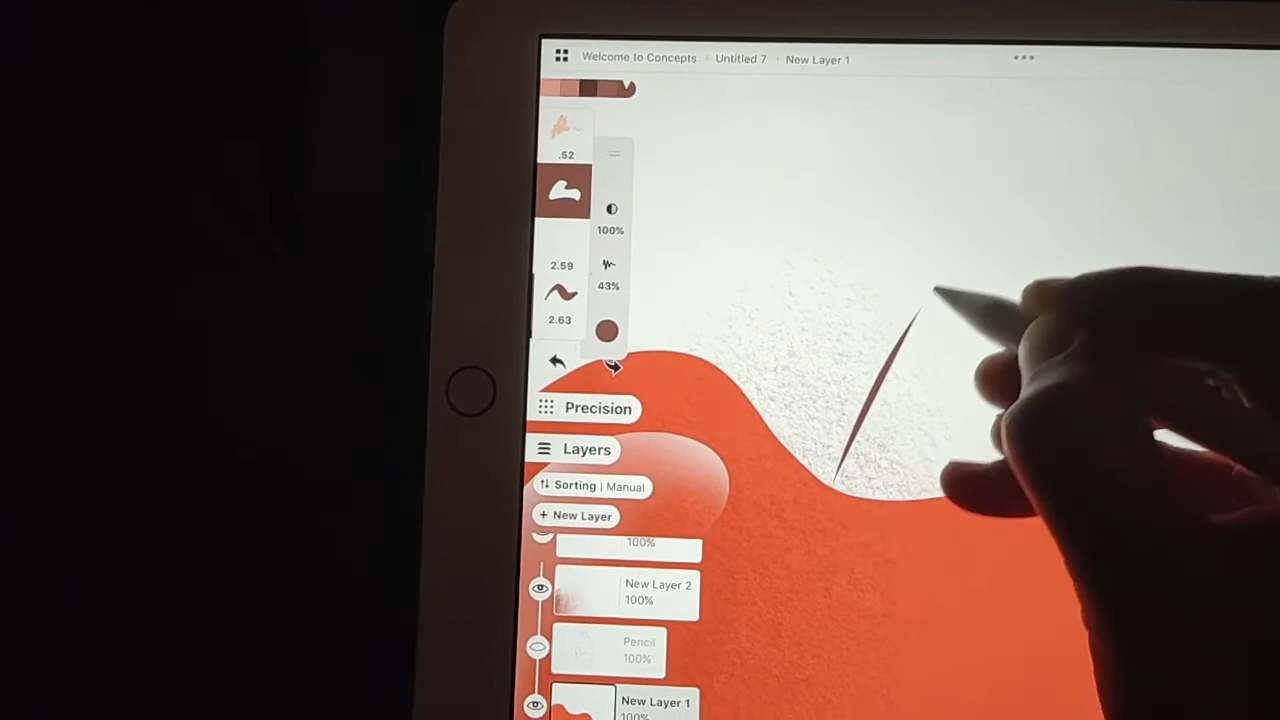 Welcome to Concepts › Untitled 7 › New Layer 1
.52
100%
2.59
43%
2.63
Precision
Layers
Sorting | Manual
+ New Layer
100%
New Layer 2
100%
Pencil
100%
New Layer 1
100%